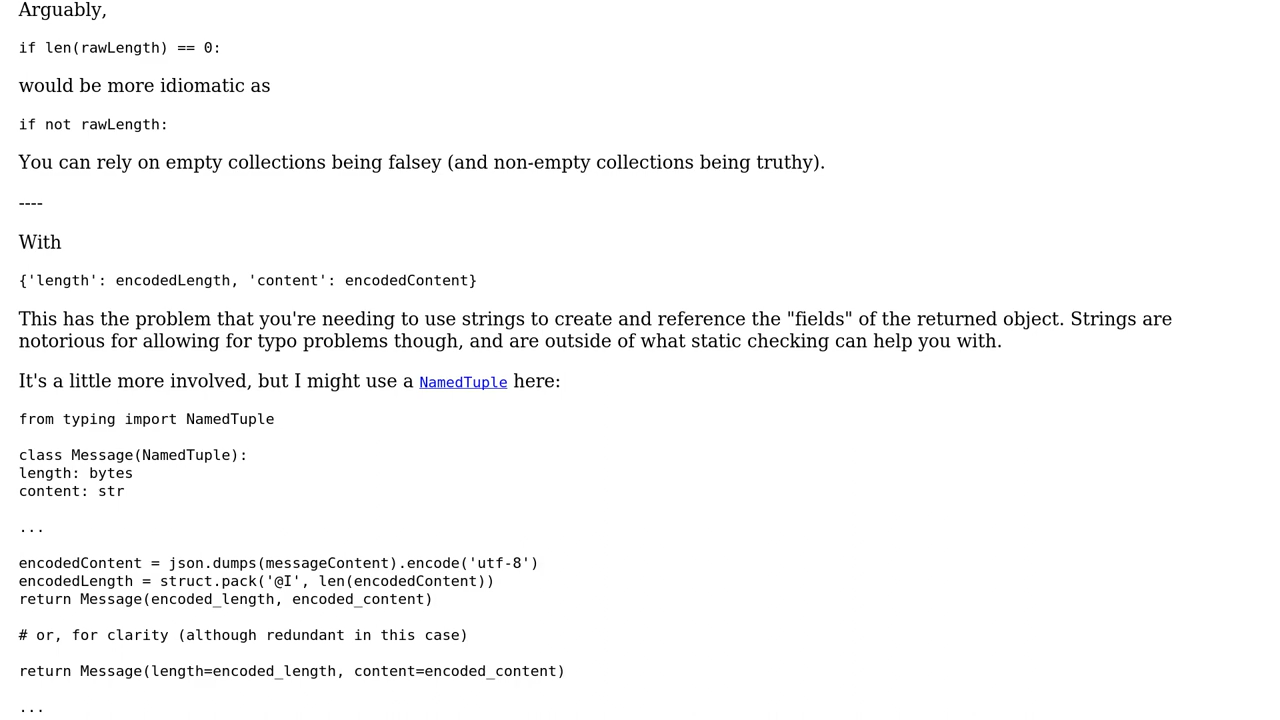 Arguably,
if len(rawLength) == 0:
would be more idiomatic as
if not rawLength:
You can rely on empty collections being falsey (and non-empty collections being truthy).
----
With
{'length': encodedLength, 'content': encodedContent}
This has the problem that you're needing to use strings to create and reference the "fields" of the returned object. Strings are
notorious for allowing for typo problems though, and are outside of what static checking can help you with.
It's a little more involved, but I might use a NamedTuple here:
from typing import NamedTuple
class Message(NamedTuple):
length: bytes
content: str
...
encodedContent = json.dumps(messageContent).encode('utf-8')
encodedLength = struct.pack('@I', len(encodedContent))
return Message(encoded_length, encoded_content)
# or, for clarity (although redundant in this case)
return Message(length=encoded_length, content=encoded_content)
...